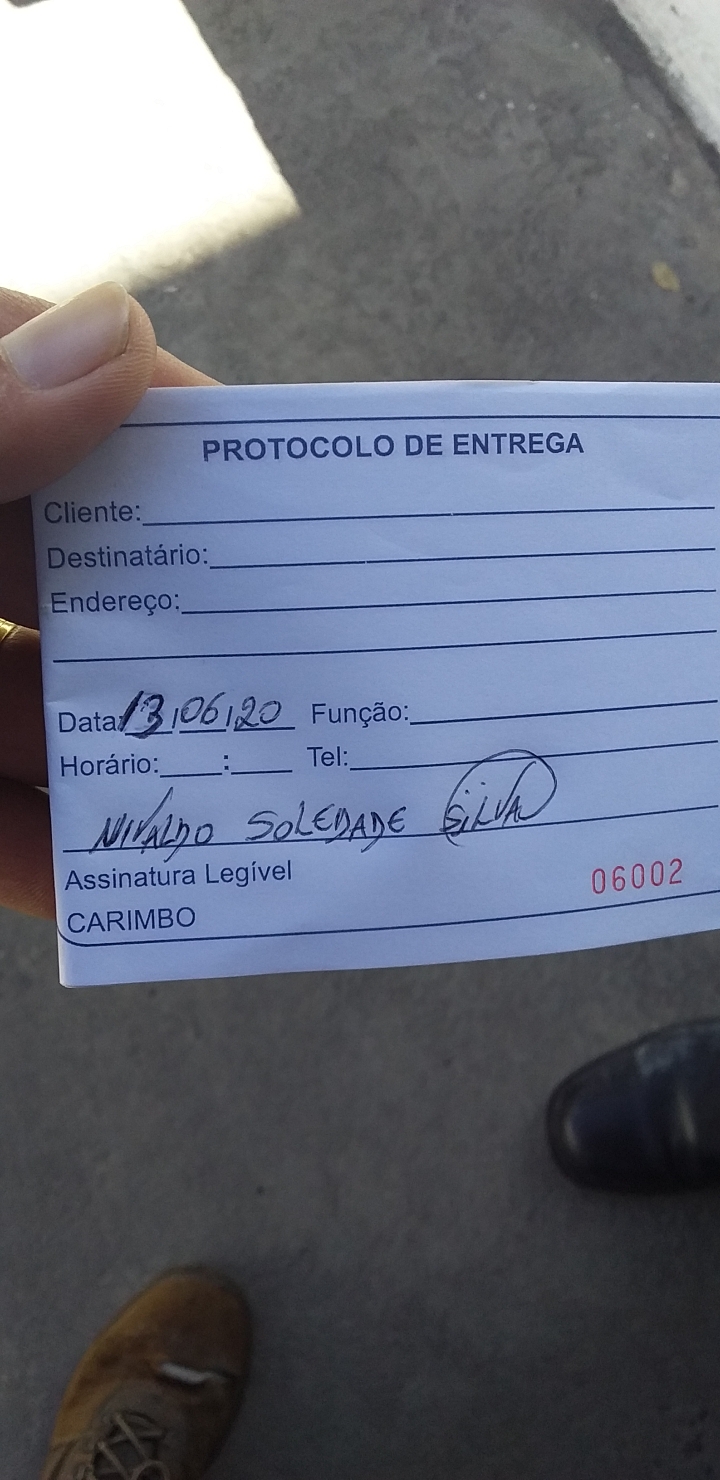 PROTOCOLO DE ENTREGA
Cliente:
Destinatário:
Endereço:
Data: 13/06/20 Função:
Horário: : Tel:
NIVALDO SOLEDADE SILVA
Assinatura Legível
06002
CARIMBO